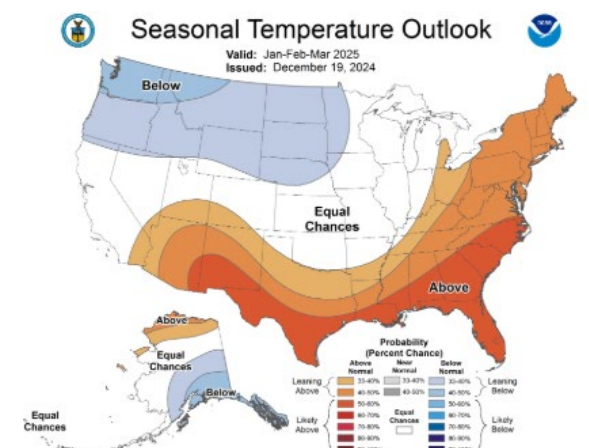 Seasonal Temperature Outlook
Valid: Jan-Feb-Mar 2025
Issued: December 19, 2024
Below
Equal
Chances
Above
Above
Equal
Chances
Below
Equal
Chances
Probability
(Percent Chance)
Above
Normal
Near
Normal
Below
Normal
Leaning
Above
33-40%
33-40%
33-40%
Leaning
Below
40-50%
40-50%
40-50%
50-60%
50-60%
Likely
Above
60-70%
Equal
Chances
60-70%
Likely
Below
70-80%
70-80%
80-90%
80-90%